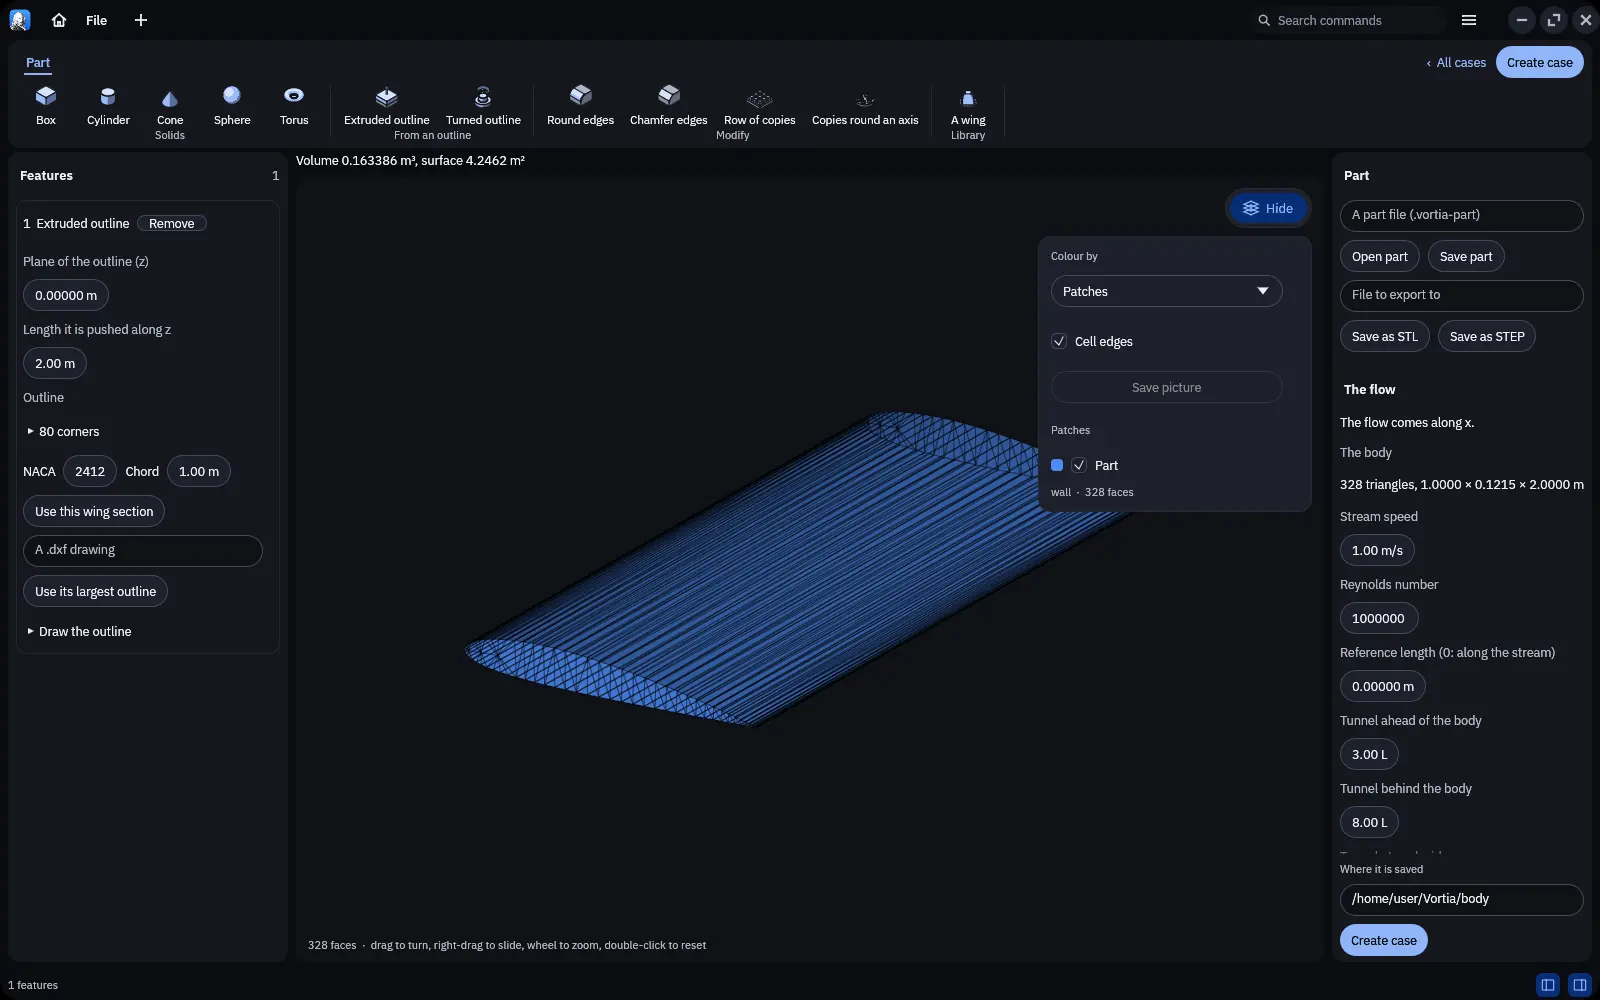 File
Search commands
Part
All cases
Create case
Box
Cylinder
Cone
Sphere
Torus
Solids
Extruded outline
Turned outline
From an outline
Round edges
Chamfer edges
Row of copies
Copies round an axis
Modify
A wing
Library
Features
1
1 Extruded outline
Remove
Plane of the outline (z)
0.00000 m
Length it is pushed along z
2.00 m
Outline
80 corners
NACA
2412
Chord
1.00 m
Use this wing section
A .dxf drawing
Use its largest outline
Draw the outline
Volume 0.163386 m³, surface 4.2462 m²
Hide
Colour by
Patches
Cell edges
Save picture
Patches
Part
wall · 328 faces
328 faces · drag to turn, right-drag to slide, wheel to zoom, double-click to reset
Part
A part file (.vortia-part)
Open part
Save part
File to export to
Save as STL
Save as STEP
The flow
The flow comes along x.
The body
328 triangles, 1.0000 × 0.1215 × 2.0000 m
Stream speed
1.00 m/s
Reynolds number
1000000
Reference length (0: along the stream)
0.00000 m
Tunnel ahead of the body
3.00 L
Tunnel behind the body
8.00 L
Where it is saved
/home/user/Vortia/body
Create case
1 features